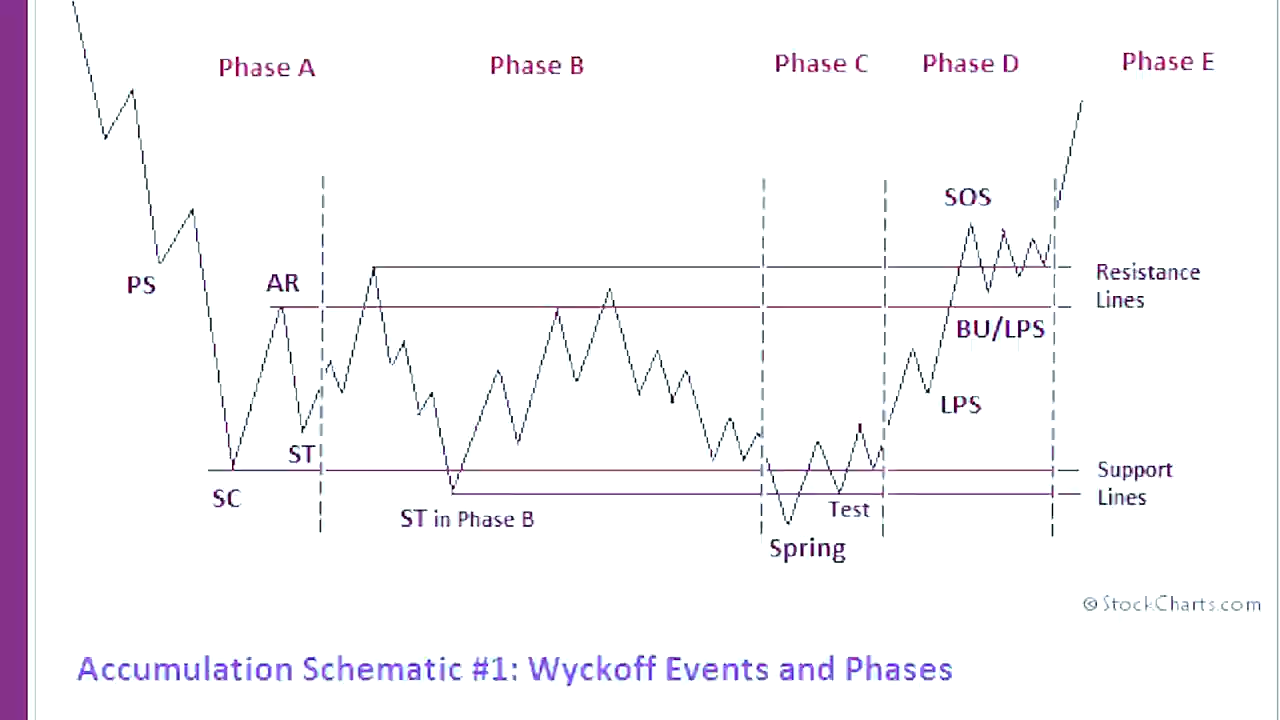 Phase A
Phase B
Phase C
Phase D
Phase E
SOS
PS
AR
Resistance
Lines
BU/LPS
LPS
ST
SC
Support
Lines
ST in Phase B
Test
Spring
©StockCharts.com
Accumulation Schematic #1: Wyckoff Events and Phases